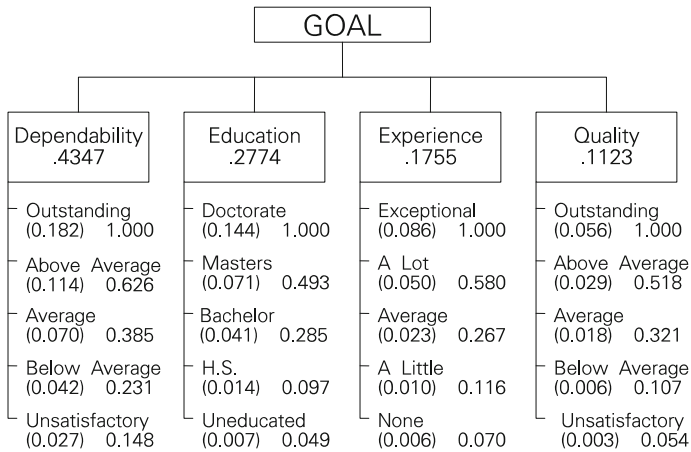 GOAL
Dependability
.4347
Outstanding
(0.182) 1.000
Above Average
(0.114) 0.626
Average
(0.070) 0.385
Below Average
(0.042) 0.231
Unsatisfactory
(0.027) 0.148
Education
.2774
Doctorate
(0.144) 1.000
Masters
(0.071) 0.493
Bachelor
(0.041) 0.285
H.S.
(0.014) 0.097
Uneducated
(0.007) 0.049
Experience
.1755
Exceptional
(0.086) 1.000
A Lot
(0.050) 0.580
Average
(0.023) 0.267
A Little
(0.010) 0.116
None
(0.006) 0.070
Quality
.1123
Outstanding
(0.056) 1.000
Above Average
(0.029) 0.518
Average
(0.018) 0.321
Below Average
(0.006) 0.107
Unsatisfactory
(0.003) 0.054